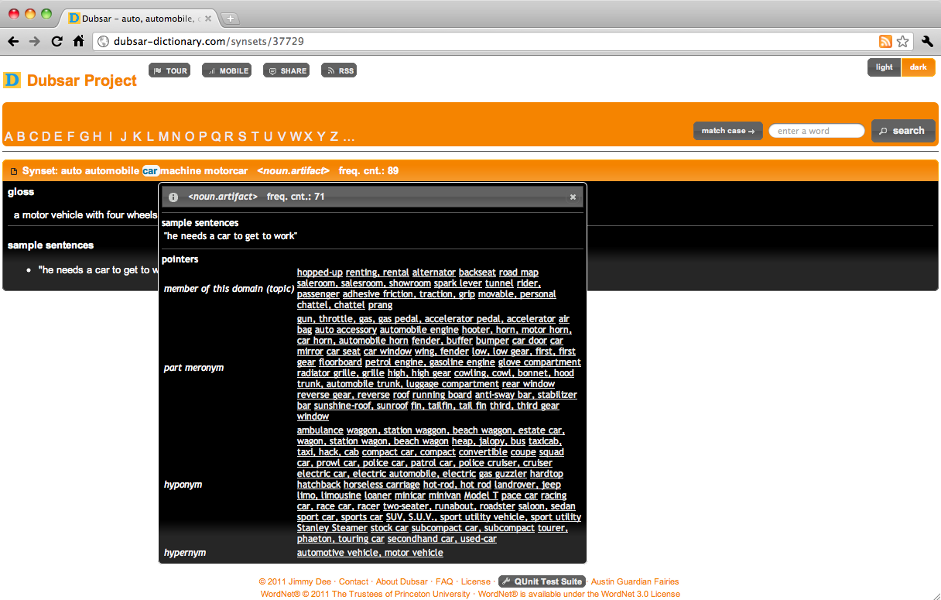 Dubsar – auto, automobile, c
dubsar-dictionary.com/synsets/37729
D Dubsar Project
TOUR MOBILE SHARE RSS
light dark
A B C D E F G H I J K L M N O P Q R S T U V W X Y Z ...
match case → enter a word search
Synset: auto automobile car machine motorcar <noun.artifact> freq. cnt.: 89
gloss
a motor vehicle with four wheels
sample sentences
• "he needs a car to get to w
<noun.artifact> freq. cnt.: 71 ×
sample sentences
"he needs a car to get to work"
pointers
member of this domain (topic)
hopped-up renting, rental alternator backseat road map
saleroom, salesroom, showroom spark lever tunnel rider,
passenger adhesive friction, traction, grip movable, personal
chattel, chattel prang
part meronym
gun, throttle, gas, gas pedal, accelerator pedal, accelerator air
bag auto accessory automobile engine hooter, horn, motor horn,
car horn, automobile horn fender, buffer bumper car door car
mirror car seat car window wing, fender low, low gear, first, first
gear floorboard petrol engine, gasoline engine glove compartment
radiator grille, grille high, high gear cowling, cowl, bonnet, hood
trunk, automobile trunk, luggage compartment rear window
reverse gear, reverse roof running board anti-sway bar, stabilizer
bar sunshine-roof, sunroof fin, tailfin, tail fin third, third gear
window
hyponym
ambulance waggon, station waggon, beach waggon, estate car,
wagon, station wagon, beach wagon heap, jalopy, bus taxicab,
taxi, hack, cab compact car, compact convertible coupe squad
car, prowl car, police car, patrol car, police cruiser, cruiser
electric car, electric automobile, electric gas guzzler hardtop
hatchback horseless carriage hot-rod, hot rod landrover, jeep
limo, limousine loaner minicar minivan Model T pace car racing
car, race car, racer two-seater, runabout, roadster saloon, sedan
sport car, sports car SUV, S.U.V., sport utility vehicle, sport utility
Stanley Steamer stock car subcompact car, subcompact tourer,
phaeton, touring car secondhand car, used-car
hypernym
automotive vehicle, motor vehicle
© 2011 Jimmy Dee · Contact · About Dubsar · FAQ · License · QUnit Test Suite Austin Guardian Fairies
WordNet® © 2011 The Trustees of Princeton University · WordNet® is available under the WordNet 3.0 License